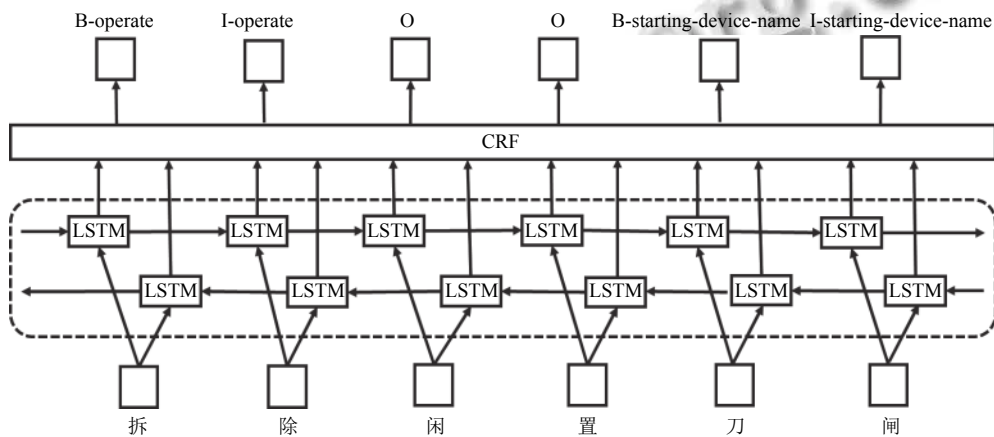 B-operate I-operate O O B-starting-device-name I-starting-device-name
CRF
LSTM LSTM LSTM LSTM LSTM LSTM
LSTM LSTM LSTM LSTM LSTM LSTM
拆 除 闲 置 刀 闸